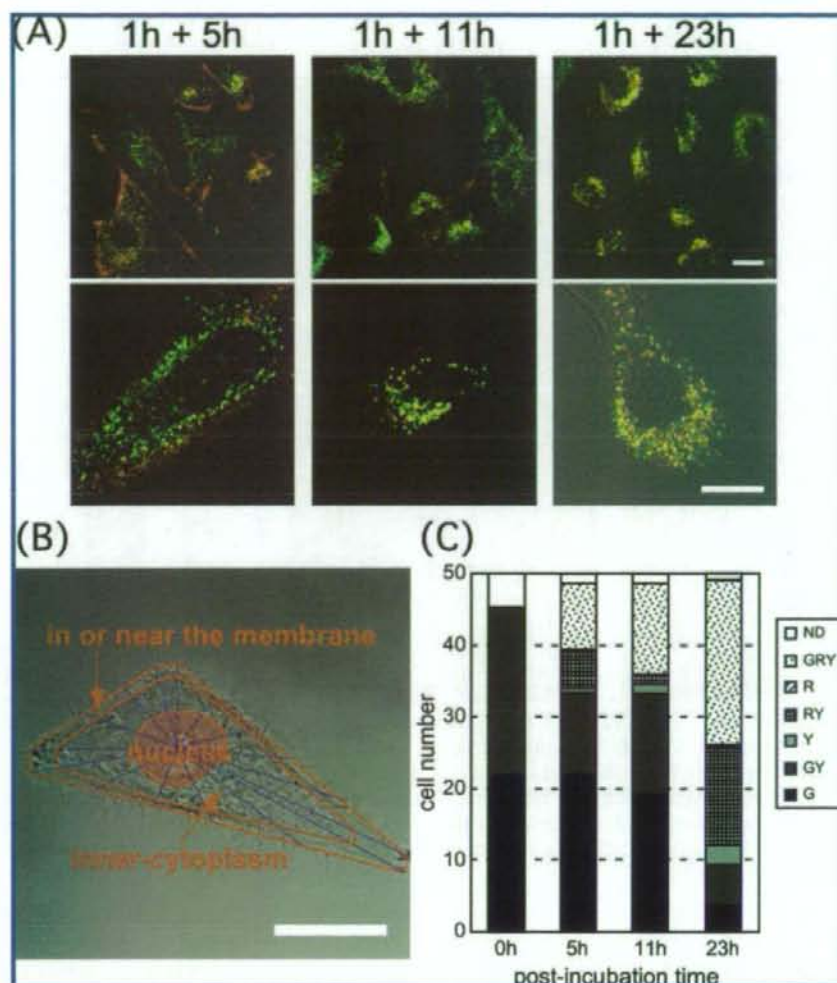 (A)
1h + 5h 1h + 11h 1h + 23h
(B)
in or near the membrane
nucleus
inner-cytoplasm
(C)
50
40
30
20
10
0
cell number
0h 5h 11h 23h
post-incubation time
ND
GRY
R
RY
Y
GY
G